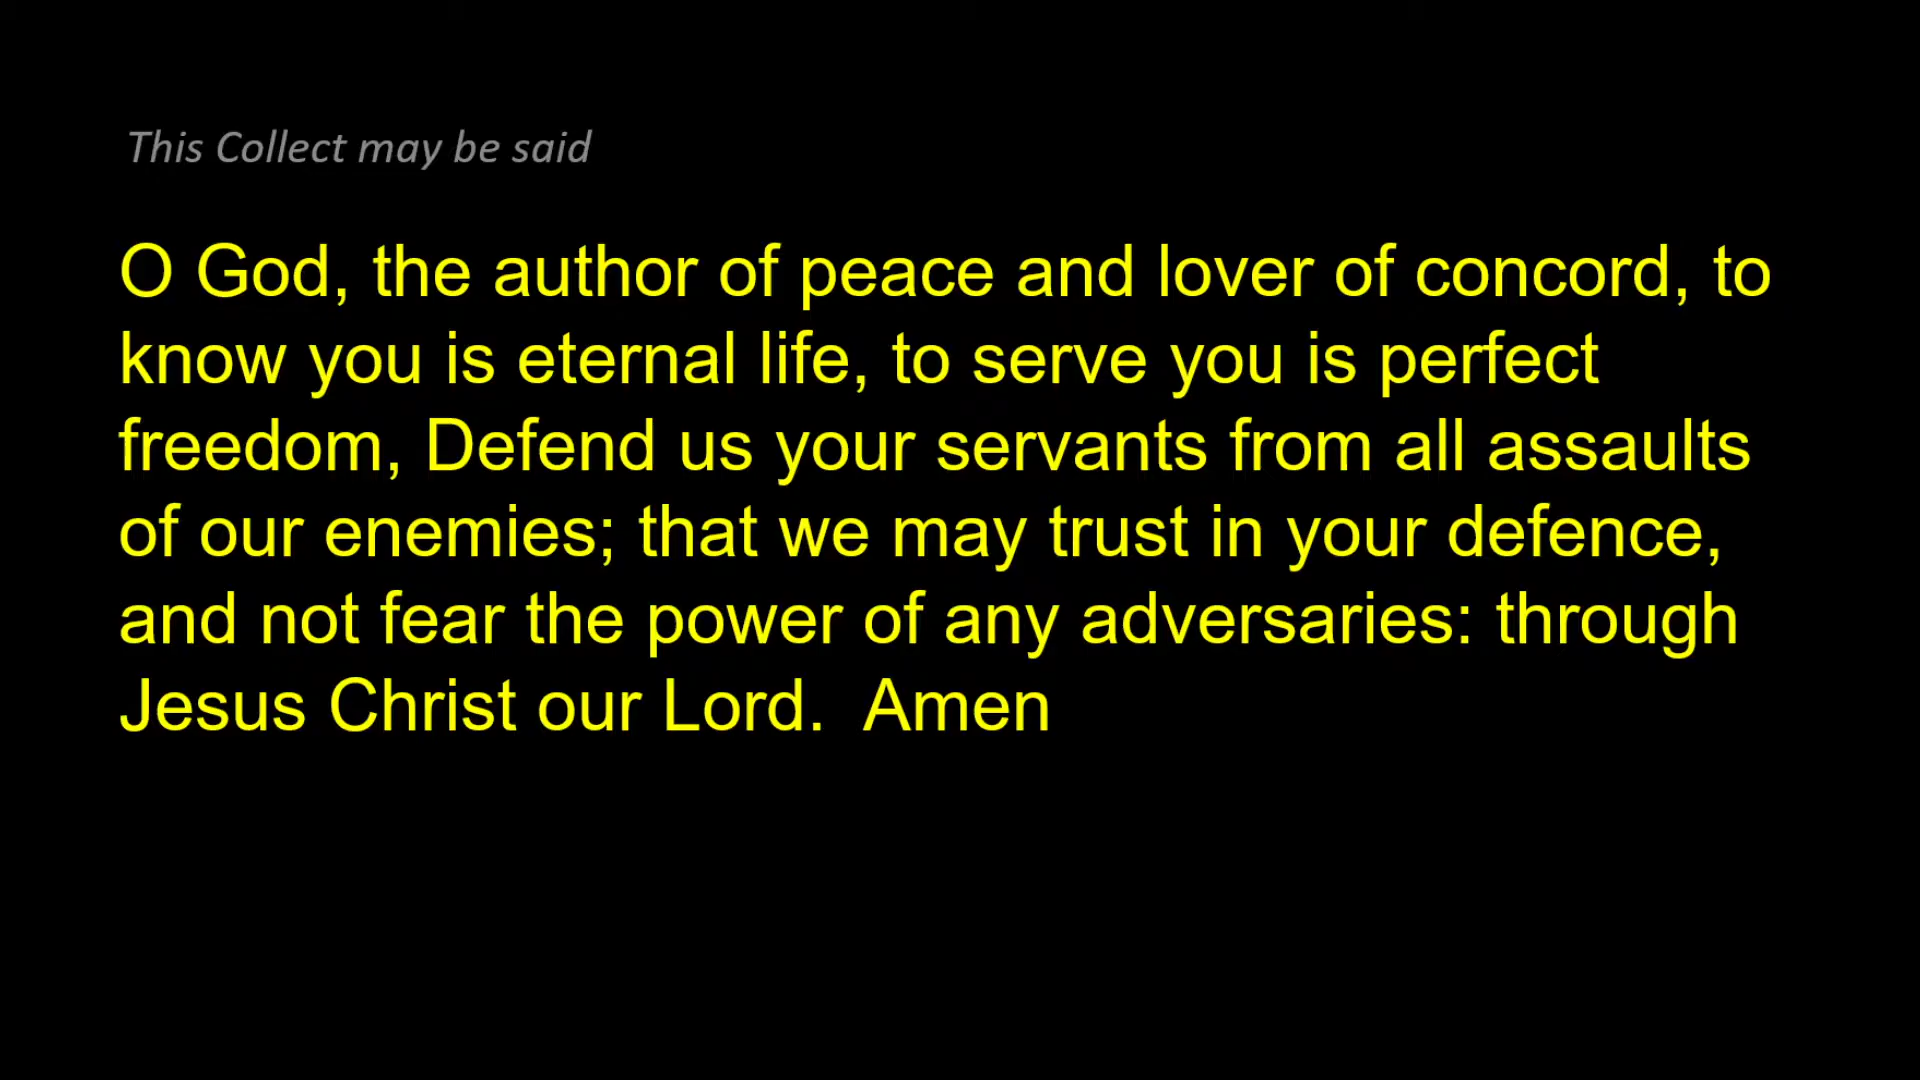 This Collect may be said
O God, the author of peace and lover of concord, to
know you is eternal life, to serve you is perfect
freedom, Defend us your servants from all assaults
of our enemies; that we may trust in your defence,
and not fear the power of any adversaries: through
Jesus Christ our Lord.  Amen